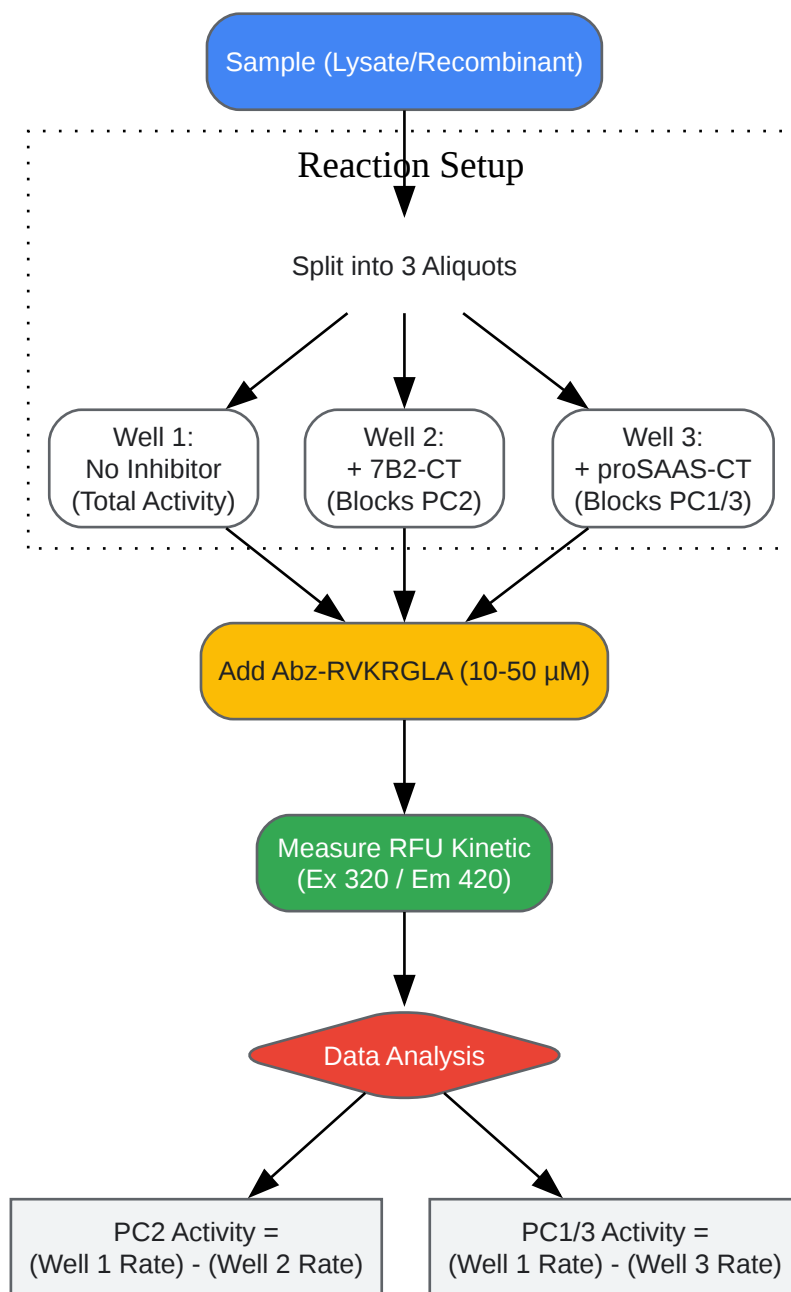 Sample (Lysate/Recombinant)
Reaction Setup
Split into 3 Aliquots
Well 1:
No Inhibitor
(Total Activity)
Well 2:
+ 7B2-CT
(Blocks PC2)
Well 3:
+ proSAAS-CT
(Blocks PC1/3)
Add Abz-RVKRGLA (10-50 µM)
Measure RFU Kinetic
(Ex 320 / Em 420)
Data Analysis
PC2 Activity =
(Well 1 Rate) - (Well 2 Rate)
PC1/3 Activity =
(Well 1 Rate) - (Well 3 Rate)